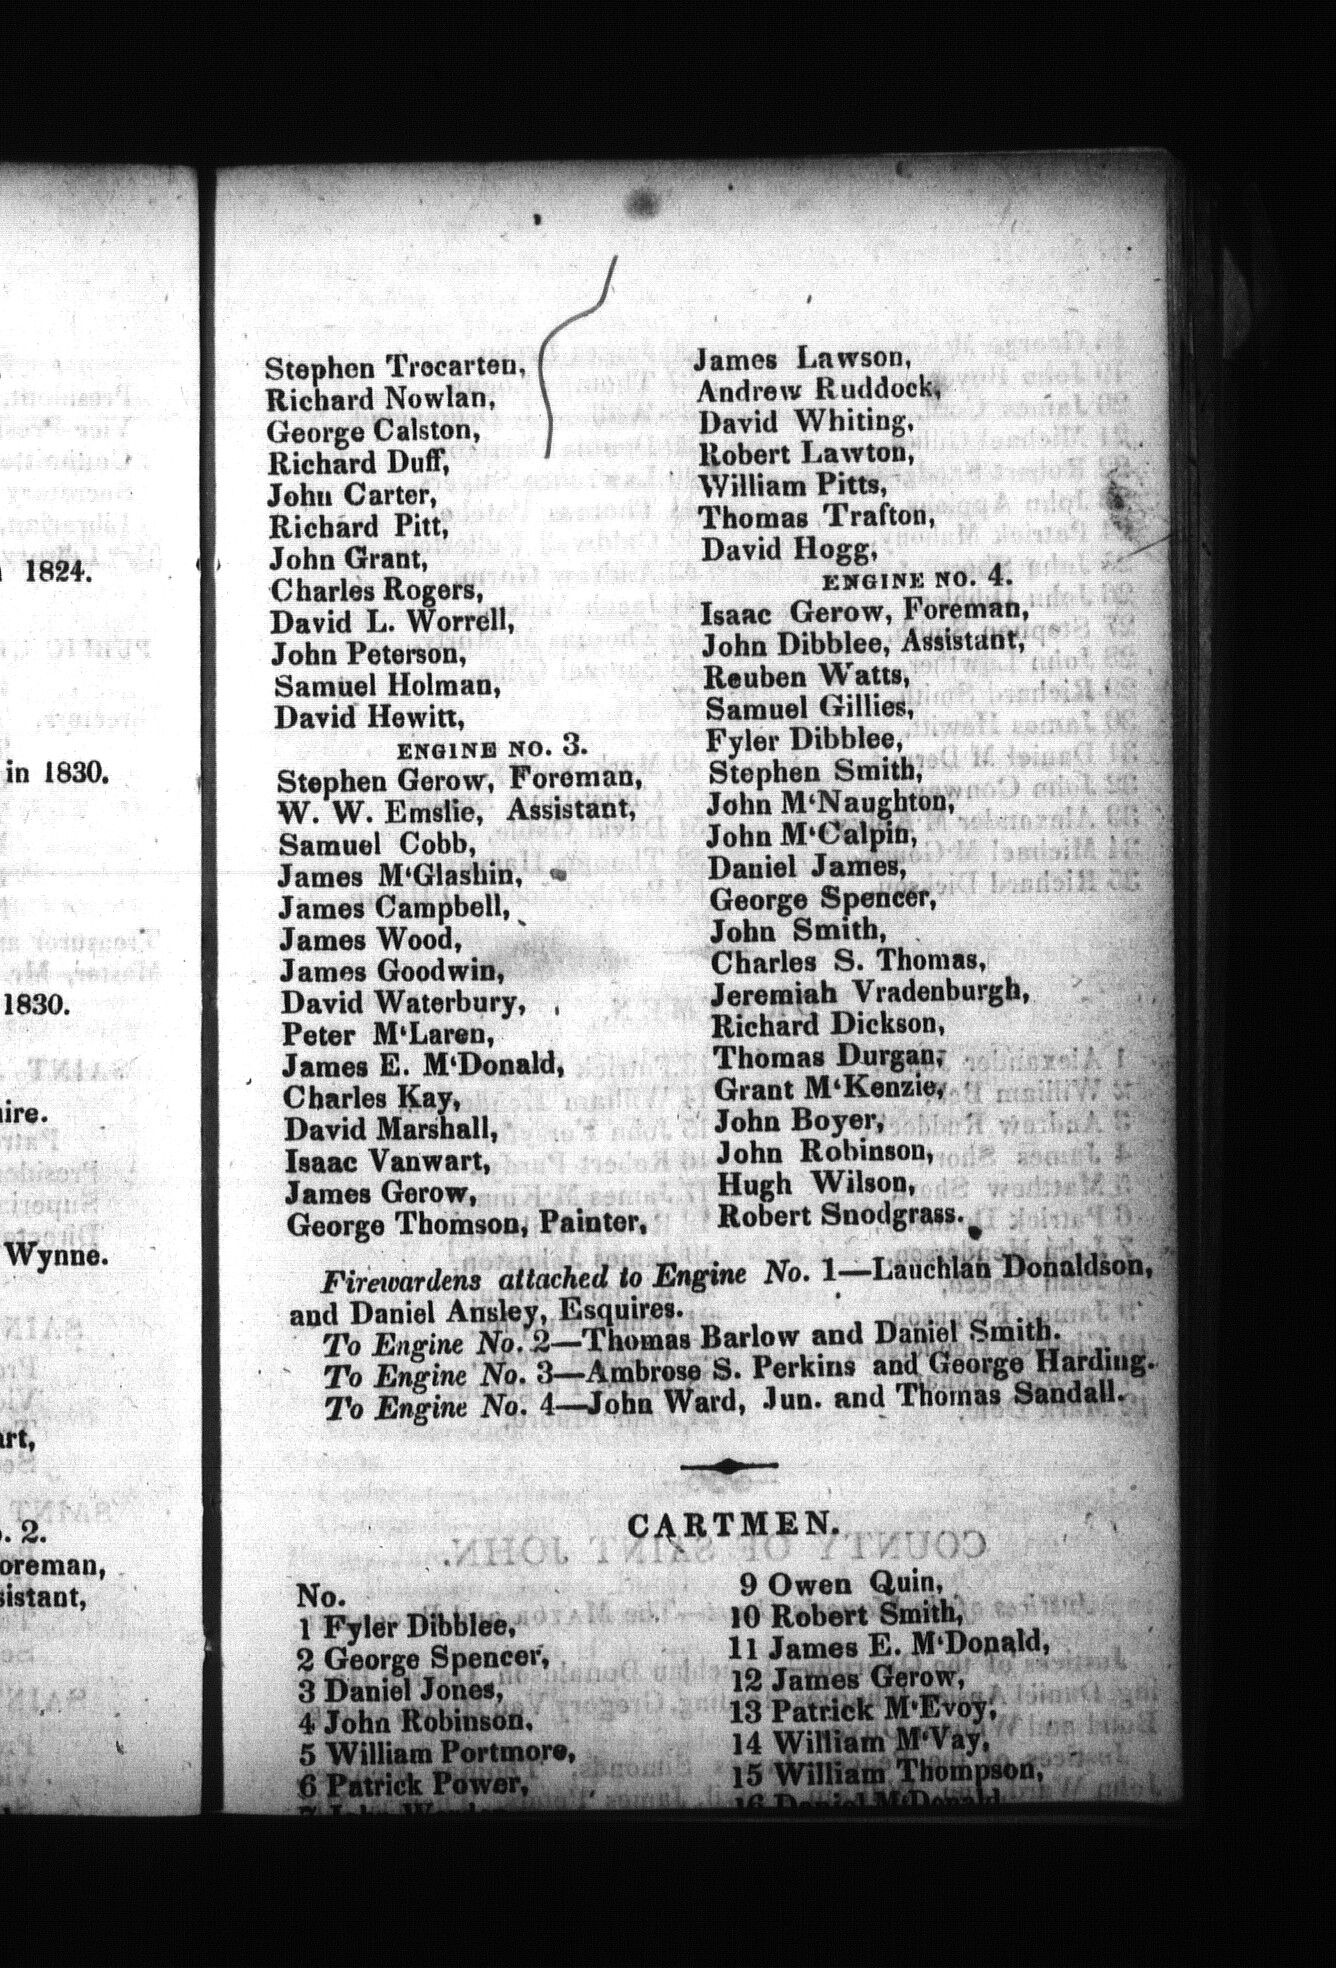 1824.
in 1830.
1830.
Wynne.
2.
Stephen Trecarten,
Richard Nowlan,
George Calston,
Richard Duff,
John Carter,
Richard Pitt,
John Grant,
Charles Rogers,
David L. Worrell,
John Peterson,
Samuel Holman,
David Hewitt,
ENGINE NO. 3.
Stephen Gerow, Foreman,
W. W. Emslie, Assistant,
Samuel Cobb,
James M'Glashin,
James Campbell,
James Wood,
James Goodwin,
David Waterbury,
Peter M'Laren,
James E. M'Donald,
Charles Kay,
David Marshall,
Isaac Vanwart,
James Gerow,
George Thomson, Painter,
James Lawson,
Andrew Ruddock,
David Whiting,
Robert Lawton,
William Pitts,
Thomas Trafton,
David Hogg,
ENGINE NO. 4.
Isaac Gerow, Foreman,
John Dibblee, Assistant,
Reuben Watts,
Samuel Gillies,
Fyler Dibblee,
Stephen Smith,
John M'Naughton,
John M'Calpin,
Daniel James,
George Spencer,
John Smith,
Charles S. Thomas,
Jeremiah Vradenburgh,
Richard Dickson,
Thomas Durgan,
Grant M'Kenzie,
John Boyer,
John Robinson,
Hugh Wilson,
Robert Snodgrass.
Firewardens attached to Engine No. 1—Lauchlan Donaldson,
and Daniel Ansley, Esquires.
To Engine No. 2—Thomas Barlow and Daniel Smith.
To Engine No. 3—Ambrose S. Perkins and George Harding.
To Engine No. 4—John Ward, Jun. and Thomas Sandall.
CARTMEN.
No.
1 Fyler Dibblee,
2 George Spencer,
3 Daniel Jones,
4 John Robinson,
5 William Portmore,
6 Patrick Power,
9 Owen Quin,
10 Robert Smith,
11 James E. M'Donald,
12 James Gerow,
13 Patrick M'Evoy,
14 William M'Vay,
15 William Thompson,
16 Daniel M'Donald